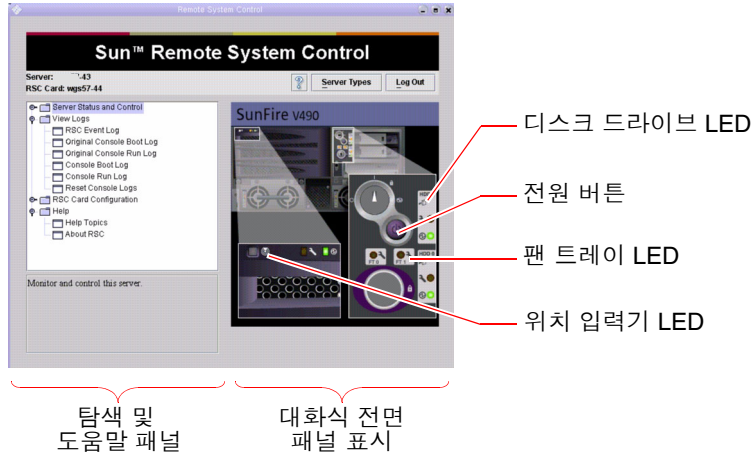 Remote System Control
Sun™ Remote System Control
Server: -43
RSC Card: wgs57-44
Server Types
Log Out
Server Status and Control
View Logs
RSC Event Log
Original Console Boot Log
Original Console Run Log
Console Boot Log
Console Run Log
Reset Console Logs
RSC Card Configuration
Help
Help Topics
About RSC
Monitor and control this server.
SunFire V490
FT 0
FT 1
디스크 드라이브 LED
전원 버튼
팬 트레이 LED
위치 입력기 LED
탐색 및
도움말 패널
대화식 전면
패널 표시